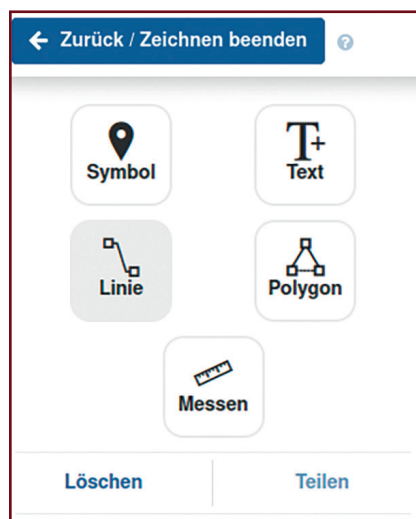 Zurück / Zeichnen beenden ?
Symbol
T+
Text
Linie
Polygon
Messen
Löschen
Teilen